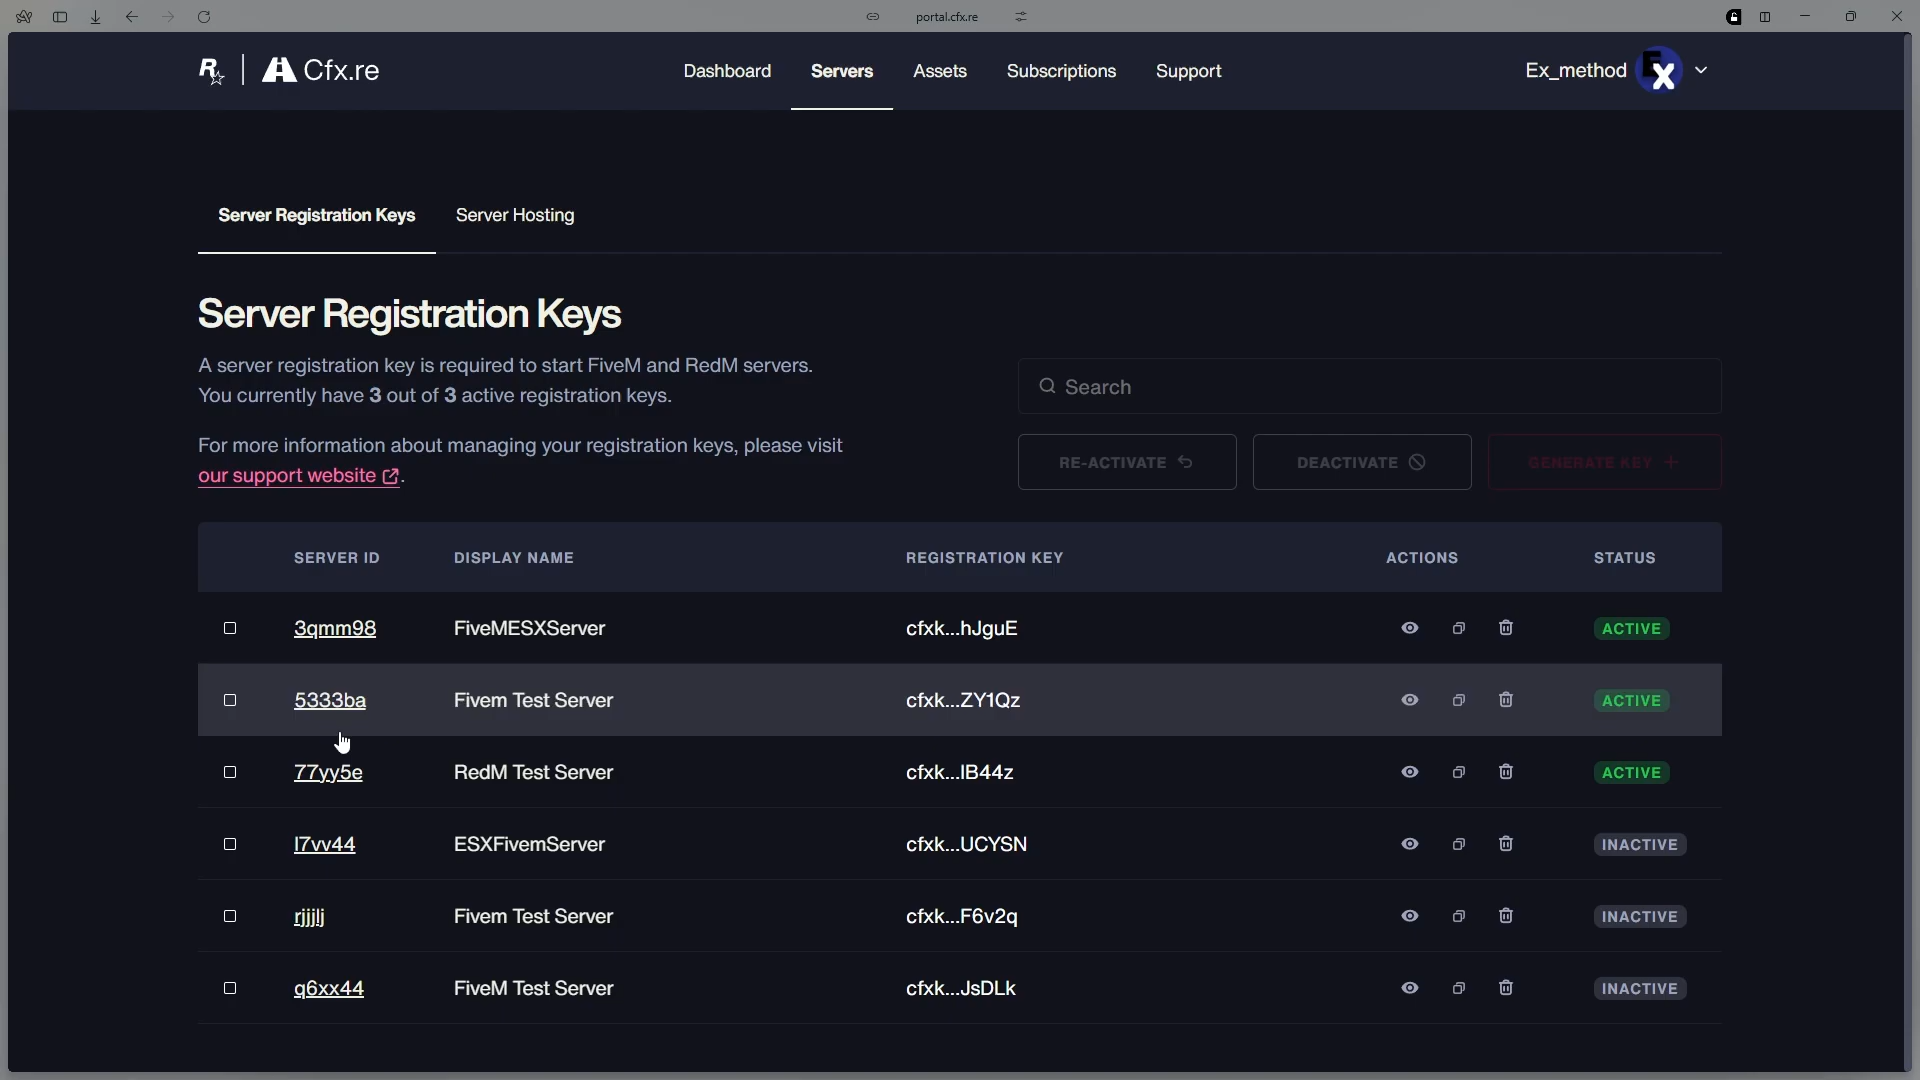 portal.cfx.re
Cfx.re
Dashboard
Servers
Assets
Subscriptions
Support
Ex_method
Server Registration Keys
Server Hosting
Server Registration Keys
A server registration key is required to start FiveM and RedM servers.
You currently have 3 out of 3 active registration keys.
For more information about managing your registration keys, please visit
our support website.
Search
RE-ACTIVATE
DEACTIVATE
GENERATE KEY
SERVER ID DISPLAY NAME REGISTRATION KEY ACTIONS STATUS
3qmm98 FiveMESXServer cfxk...hJguE ACTIVE
5333ba Fivem Test Server cfxk...ZY1Qz ACTIVE
77yy5e RedM Test Server cfxk...IB44z ACTIVE
l7vv44 ESXFivemServer cfxk...UCYSN INACTIVE
rjjjlj Fivem Test Server cfxk...F6v2q INACTIVE
q6xx44 FiveM Test Server cfxk...JsDLk INACTIVE